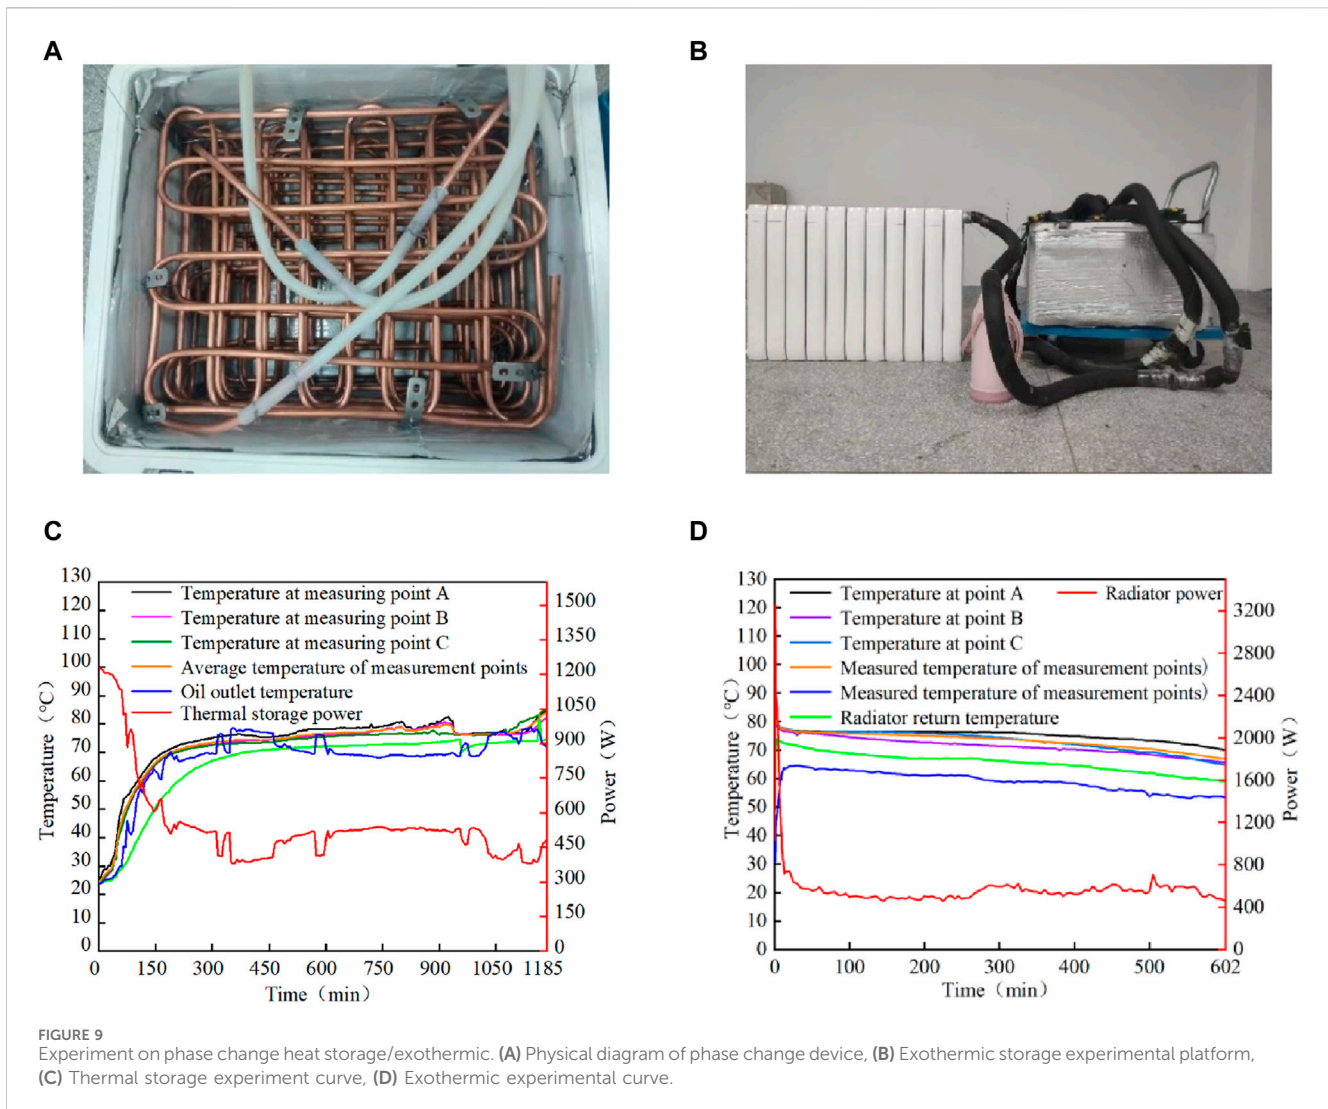 A
B
C
130
120
110
100
90
80
70
60
50
40
30
20
10
0
Temperature（°C）
Temperature at measuring point A
Temperature at measuring point B
Temperature at measuring point C
Average temperature of measurement points
Oil outlet temperature
Thermal storage power
1500
1350
1200
1050
900
750
600
450
300
150
0
Power（W）
0 150 300 450 600 750 900 1050 1185
Time（min）
D
130
120
110
100
90
80
70
60
50
40
30
20
10
0
Temperature（°C）
Temperature at point A
Temperature at point B
Temperature at point C
Measured temperature of measurement points）
Measured temperature of measurement points）
Radiator return temperature
Radiator power
3200
2800
2400
2000
1600
1200
800
400
0
Power（W）
0 100 200 300 400 500 602
Time（min）
FIGURE 9
Experiment on phase change heat storage/exothermic. (A) Physical diagram of phase change device, (B) Exothermic storage experimental platform,
(C) Thermal storage experiment curve, (D) Exothermic experimental curve.